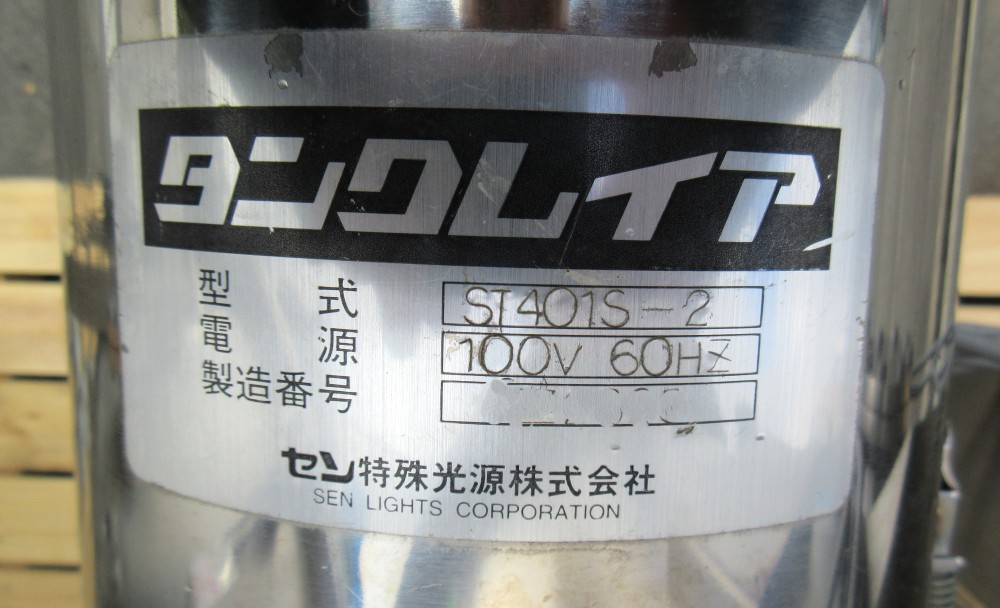 タンクレイア
型式 ST401S-2
電源 100V 60HZ
製造番号
セン特殊光源株式会社
SEN LIGHTS CORPORATION